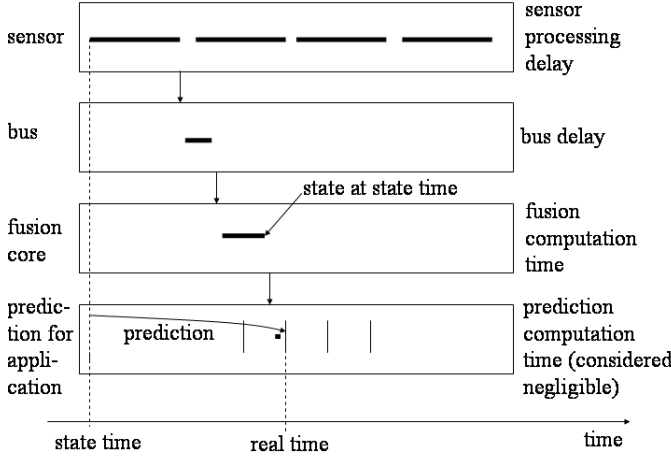 sensor
sensor
processing
delay
bus
bus delay
state at state time
fusion
core
fusion
computation
time
predic-
tion for
appli-
cation
prediction
prediction
computation
time (considered
negligible)
state time
real time
time